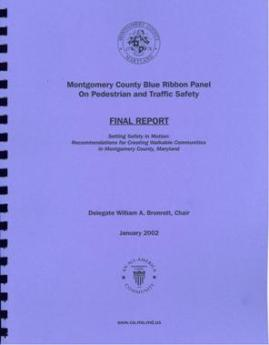 MONTGOMERY COUNTY
MARYLAND
Montgomery County Blue Ribbon Panel
On Pedestrian and Traffic Safety
FINAL REPORT
Setting Safety in Motion:
Recommendations for Creating Walkable Communities
in Montgomery County, Maryland
Delegate William A. Bronrott, Chair
January 2002
AN ALL-AMERICA
COMMUNITY
www.co.mo.md.us